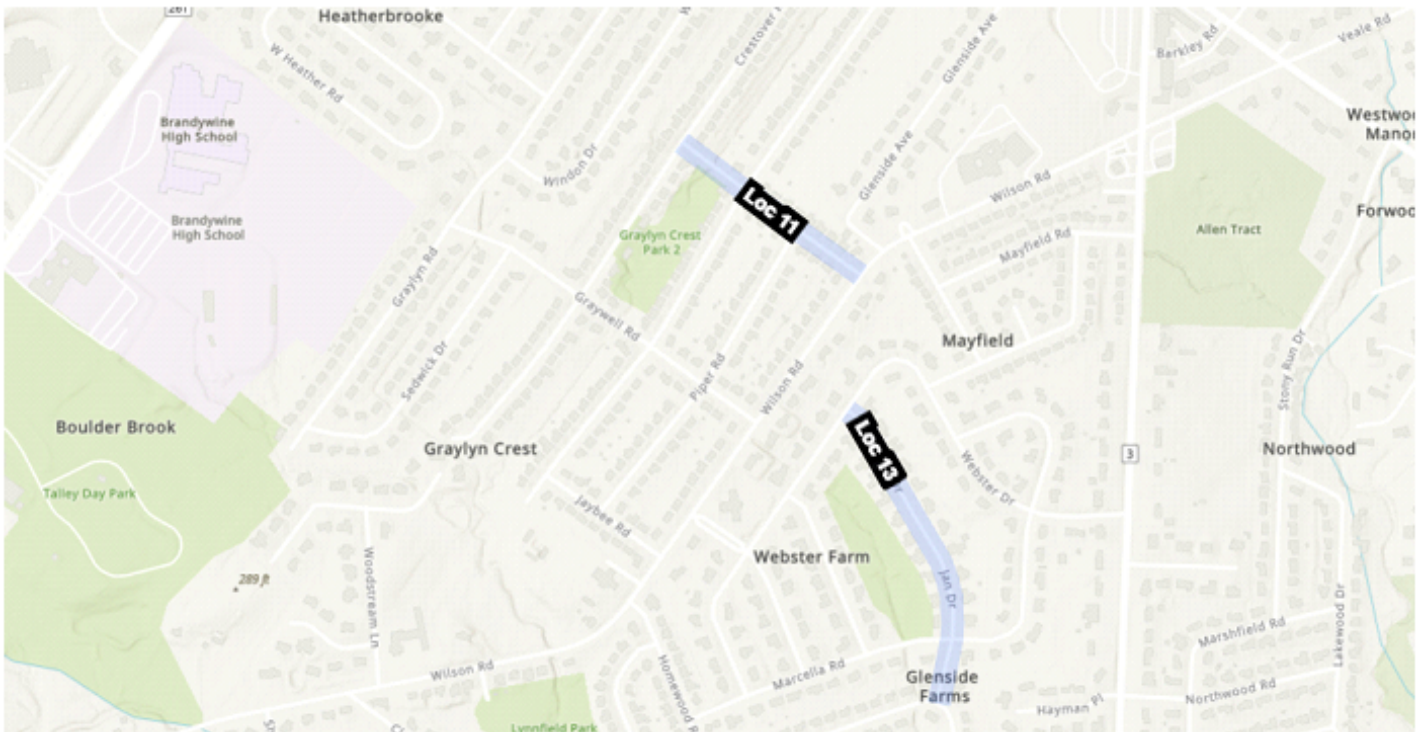 261
Heatherbrooke
W Heather Rd
Crestover
Glenside Ave
Barkley Rd
Veale Rd
Brandywine
High School
Westwo
Mano
Windon Dr
Glenside Ave
Wilson Rd
Loc 11
Brandywine
High School
Graylyn Crest
Park 2
Forwoo
Allen Tract
Mayfield Rd
Graylyn Rd
Graywell Rd
Mayfield
Sedwick Dr
Piper Rd
Wilson Rd
Stony Run Dr
Boulder Brook
Graylyn Crest
Loc 13
3
Northwood
Talley Day Park
Webster Dr
Jaybee Rd
Webster Farm
289 ft
Woodstream Ln
Jan Dr
Lakewood Dr
Marshfield Rd
Wilson Rd
Homewood R
Marcella Rd
Glenside
Farms
Northwood Rd
Hayman Pl
Lynnfield Park